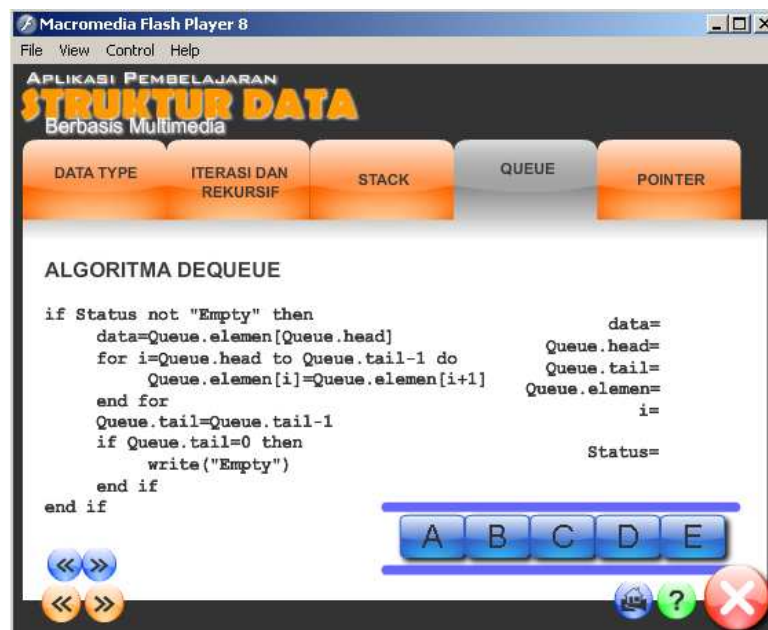 Macromedia Flash Player 8
File View Control Help
APLIKASI PEMBELAJARAN
STRUKTUR DATA
Berbasis Multimedia
DATA TYPE
ITERASI DAN
REKURSIF
STACK
QUEUE
POINTER
ALGORITMA DEQUEUE
if Status not "Empty" then
data=Queue.elemen[Queue.head]
for i=Queue.head to Queue.tail-1 do
Queue.elemen[i]=Queue.elemen[i+1]
end for
Queue.tail=Queue.tail-1
if Queue.tail=0 then
write("Empty")
end if
end if
data=
Queue.head=
Queue.tail=
Queue.elemen=
i=
Status=
A B C D E
?